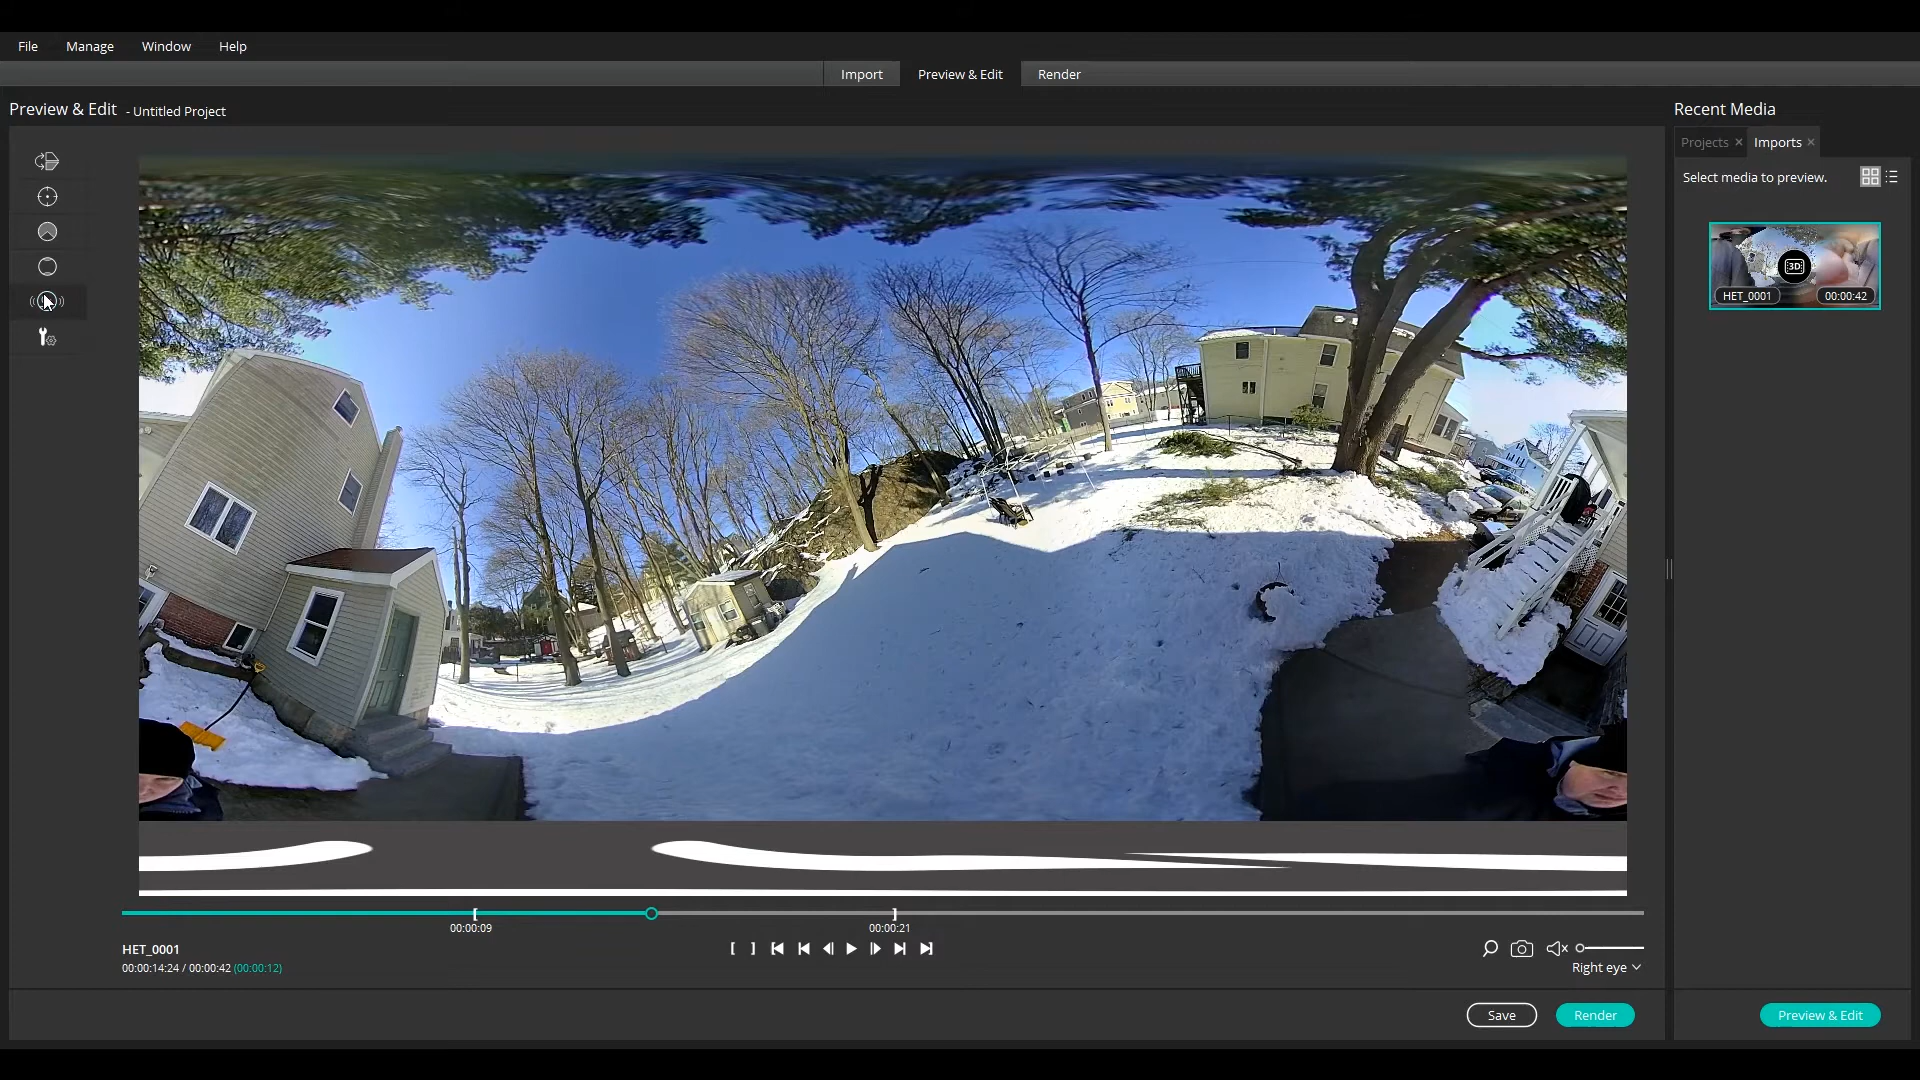 File Manage Window Help
Import Preview & Edit Render
Preview & Edit - Untitled Project
Recent Media
Projects × Imports ×
Select media to preview.
3D
HET_0001 00:00:42
[ ]
00:00:09 00:00:21
HET_0001
[ ]
00:00:14:24 / 00:00:42 (00:00:12)
Right eye
Save Render
Preview & Edit